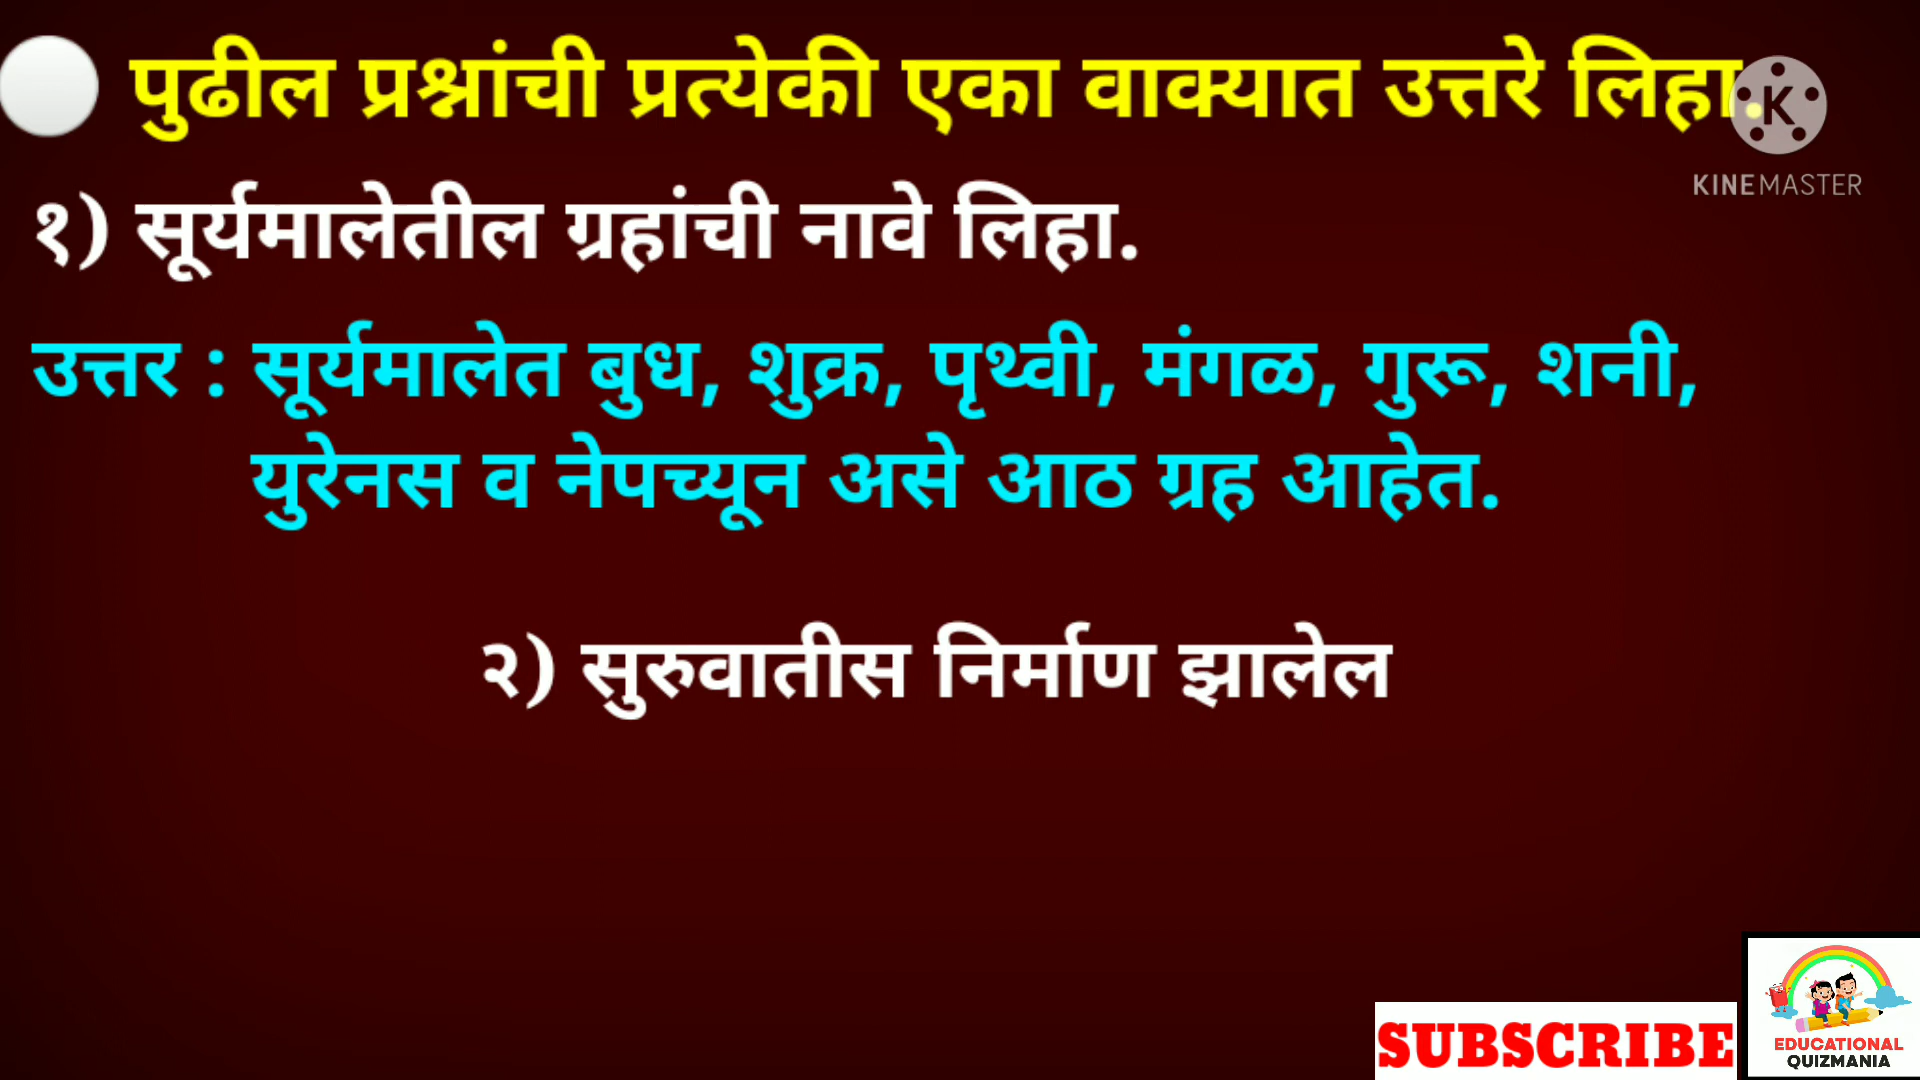 पुढील प्रश्नांची प्रत्येकी एका वाक्यात उत्तरे लिहा.
K
KINEMASTER
१) सूर्यमालेतील ग्रहांची नावे लिहा.
उत्तर : सूर्यमालेत बुध, शुक्र, पृथ्वी, मंगळ, गुरू, शनी,
युरेनस व नेपच्यून असे आठ ग्रह आहेत.
२) सुरुवातीस निर्माण झालेल
SUBSCRIBE
EDUCATIONAL
QUIZMANIA